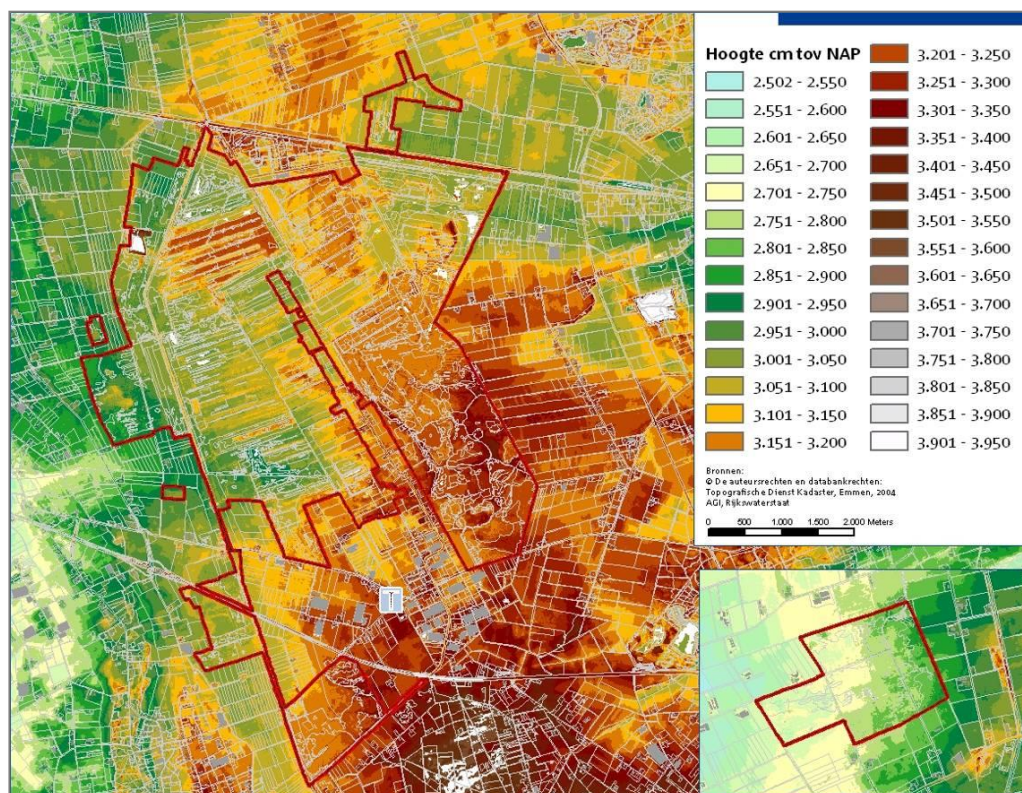 Hoogte cm tov NAP
2.502 - 2.550
2.551 - 2.600
2.601 - 2.650
2.651 - 2.700
2.701 - 2.750
2.751 - 2.800
2.801 - 2.850
2.851 - 2.900
2.901 - 2.950
2.951 - 3.000
3.001 - 3.050
3.051 - 3.100
3.101 - 3.150
3.151 - 3.200
3.201 - 3.250
3.251 - 3.300
3.301 - 3.350
3.351 - 3.400
3.401 - 3.450
3.451 - 3.500
3.501 - 3.550
3.551 - 3.600
3.601 - 3.650
3.651 - 3.700
3.701 - 3.750
3.751 - 3.800
3.801 - 3.850
3.851 - 3.900
3.901 - 3.950
Bronnen:
© De auteursrechten en databankrechten:
Topografische Dienst Kadaster, Emmen, 2004
AGI, Rijkswaterstaat
0 500 1.000 1.500 2.000 Meters